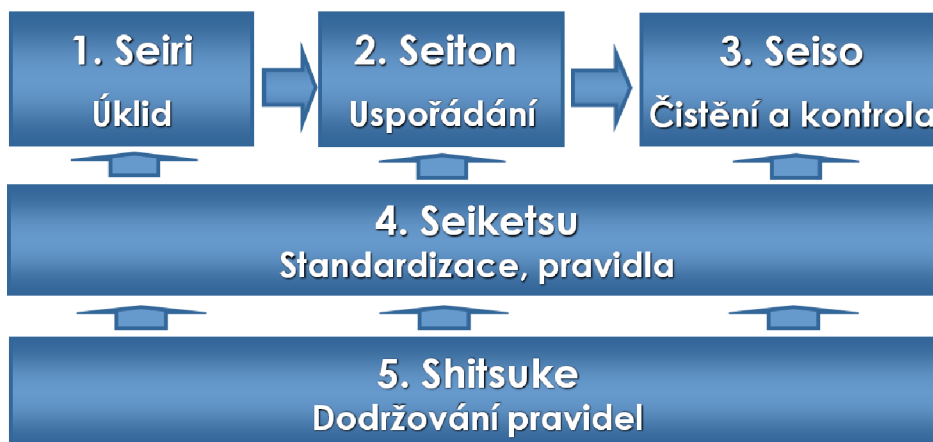 1. Seiri
Úklid
2. Seiton
Uspořádání
3. Seiso
Čistění a kontrola
4. Seiketsu
Standardizace, pravidla
5. Shitsuke
Dodržování pravidel